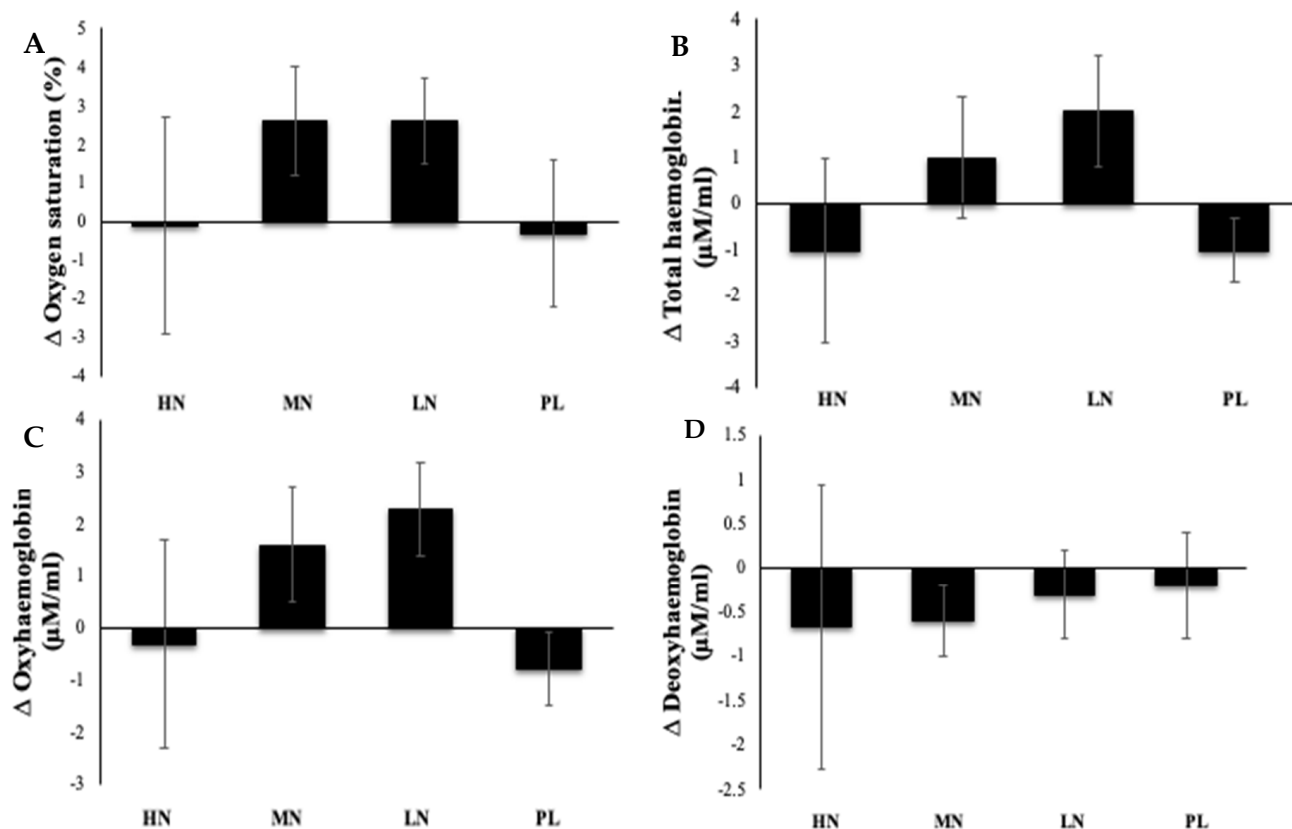 A
Δ Oxygen saturation (%)
5
4
3
2
1
0
-1
-2
-3
-4
HN MN LN PL
B
Δ Total haemoglobin.
(µM/ml)
4
3
2
1
0
-1
-2
-3
-4
HN MN LN PL
C
Δ Oxyhaemoglobin
(µM/ml)
4
3
2
1
0
-1
-2
-3
HN MN LN PL
D
Δ Deoxyhaemoglobin
(µM/ml)
1.5
1
0.5
0
-0.5
-1
-1.5
-2
-2.5
HN MN LN PL